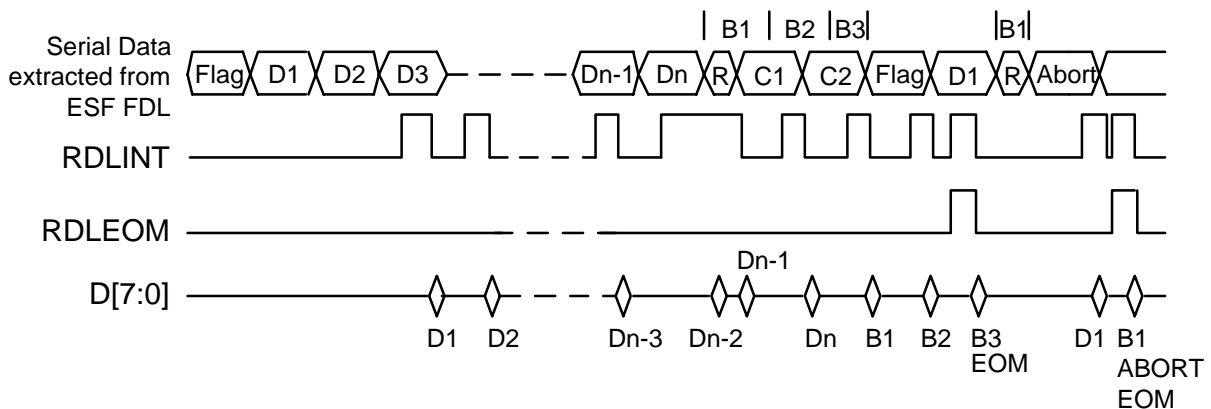 B1 B2 B3 B1
Serial Data
extracted from
ESF FDL
Flag D1 D2 D3 Dn-1 Dn R C1 C2 Flag D1 R Abort
RDLINT
RDLEOM
Dn-1
D[7:0]
D1 D2 Dn-3 Dn-2 Dn B1 B2 B3 D1 B1
EOM ABORT
EOM